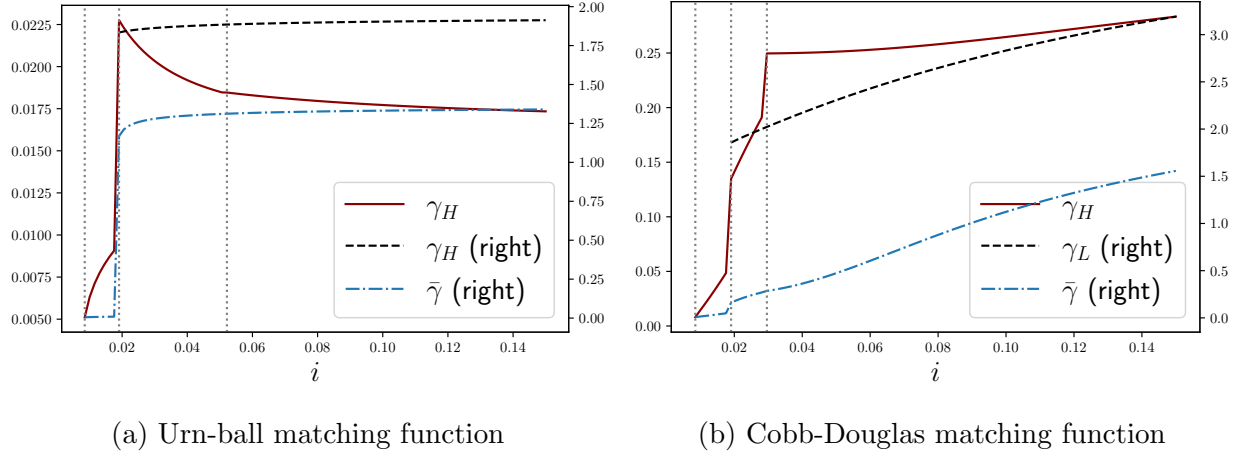 0.0225
0.0200
0.0175
0.0150
0.0125
0.0100
0.0075
0.0050
2.00
1.75
1.50
1.25
1.00
0.75
0.50
0.25
0.00
0.02 0.04 0.06 0.08 0.10 0.12 0.14
i
γ_H
γ_H (right)
γ̄ (right)
(a) Urn-ball matching function
0.25
0.20
0.15
0.10
0.05
0.00
3.0
2.5
2.0
1.5
1.0
0.5
0.0
0.02 0.04 0.06 0.08 0.10 0.12 0.14
i
γ_H
γ_L (right)
γ̄ (right)
(b) Cobb-Douglas matching function